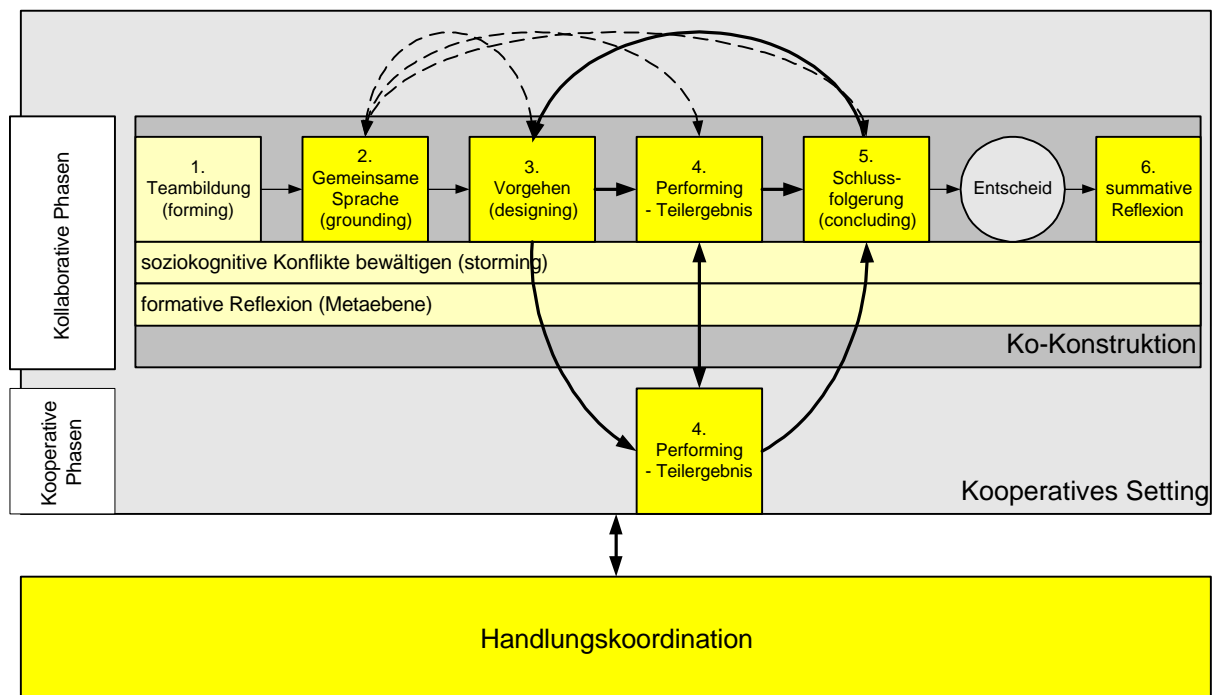 Kollaborative Phasen
1.
Teambildung
(forming)
2.
Gemeinsame
Sprache
(grounding)
3.
Vorgehen
(designing)
4.
Performing
- Teilergebnis
5.
Schluss-
folgerung
(concluding)
Entscheid
6.
summative
Reflexion
soziokognitive Konflikte bewältigen (storming)
formative Reflexion (Metaebene)
Ko-Konstruktion
Kooperative
Phasen
4.
Performing
- Teilergebnis
Kooperatives Setting
Handlungskoordination